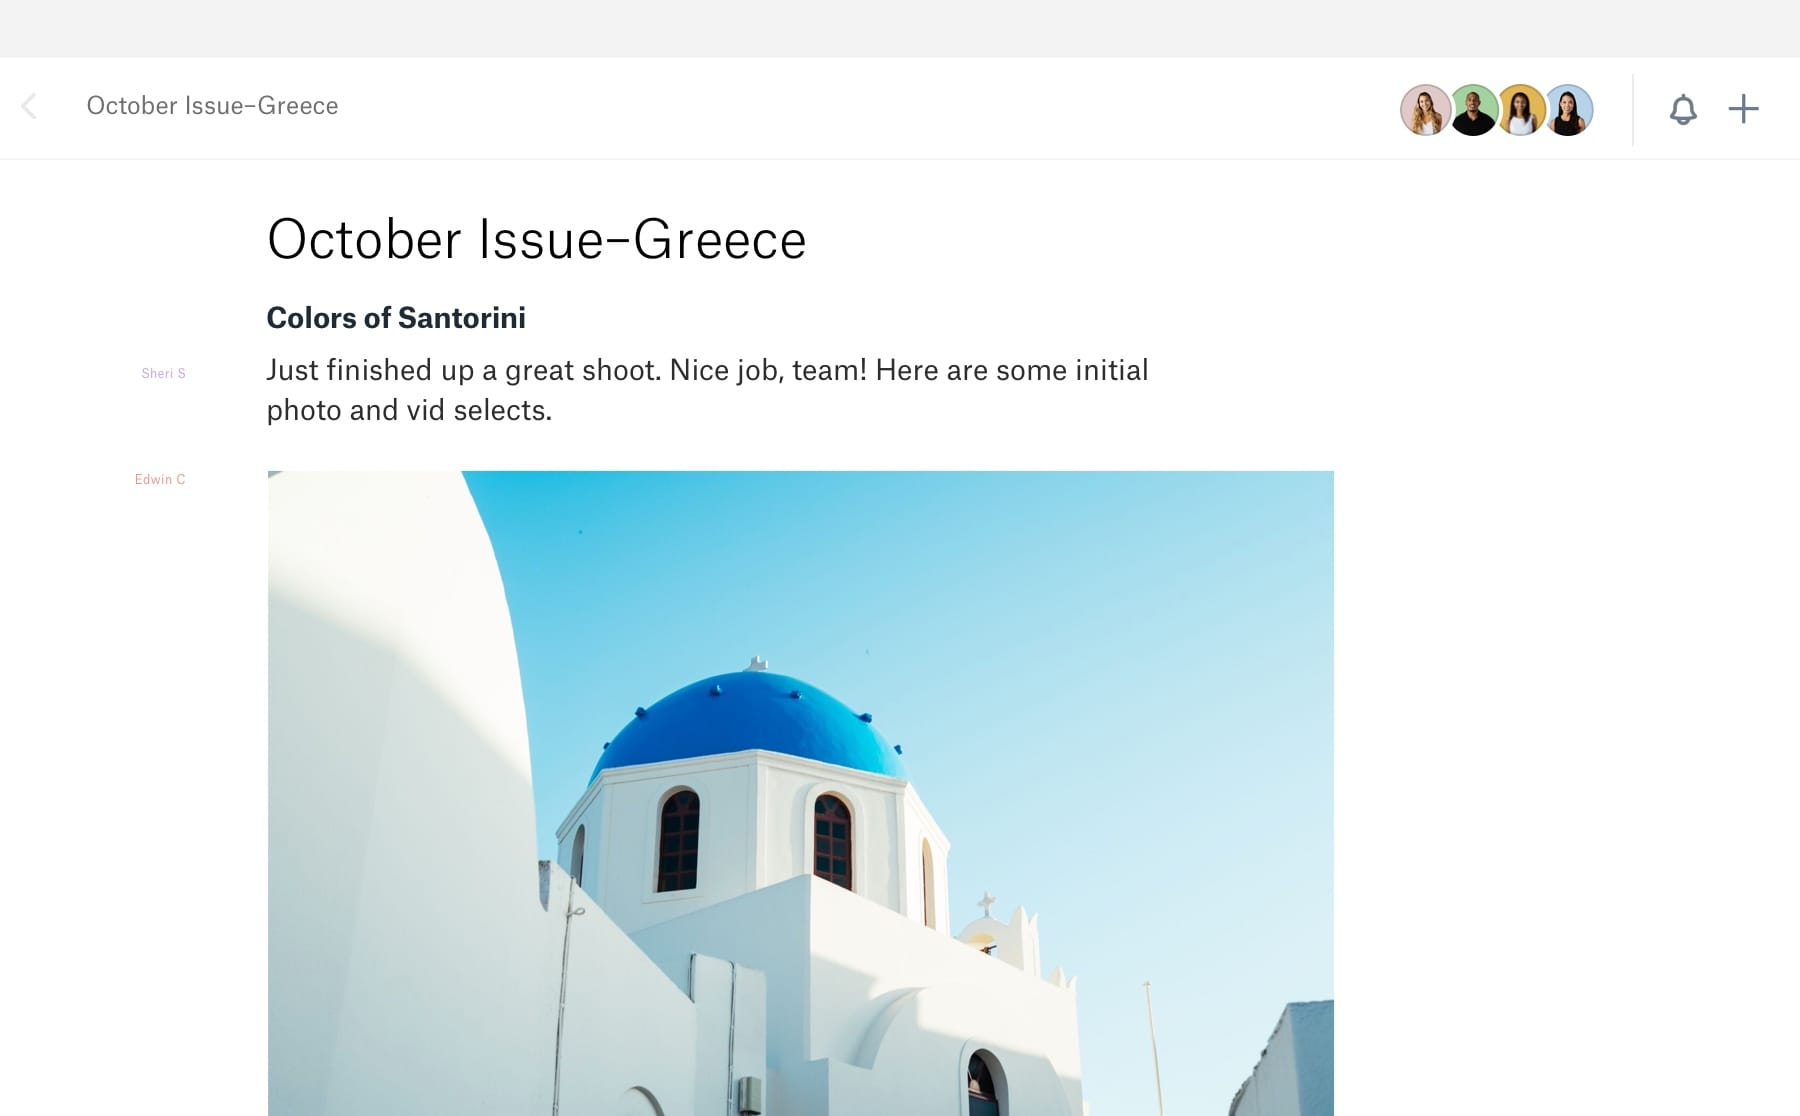 October Issue–Greece
October Issue–Greece
Colors of Santorini
Sheri S
Just finished up a great shoot. Nice job, team! Here are some initial
photo and vid selects.
Edwin C